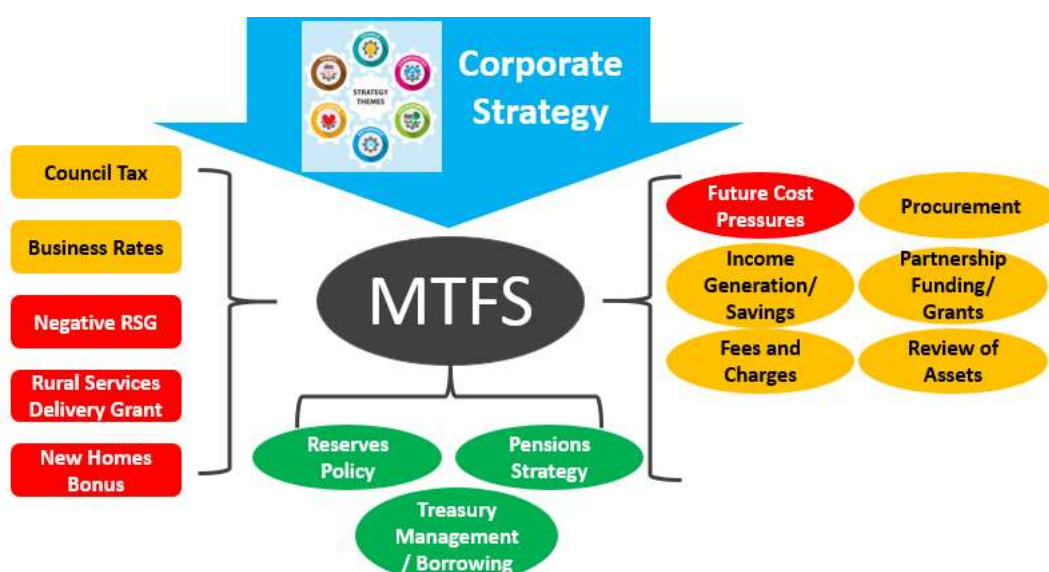 Corporate
Strategy
STRATEGY
THEMES
Council Tax
Business Rates
Negative RSG
Rural Services
Delivery Grant
New Homes
Bonus
MTFS
Future Cost
Pressures
Procurement
Income
Generation/
Savings
Partnership
Funding/
Grants
Fees and
Charges
Review of
Assets
Reserves
Policy
Pensions
Strategy
Treasury
Management
/ Borrowing